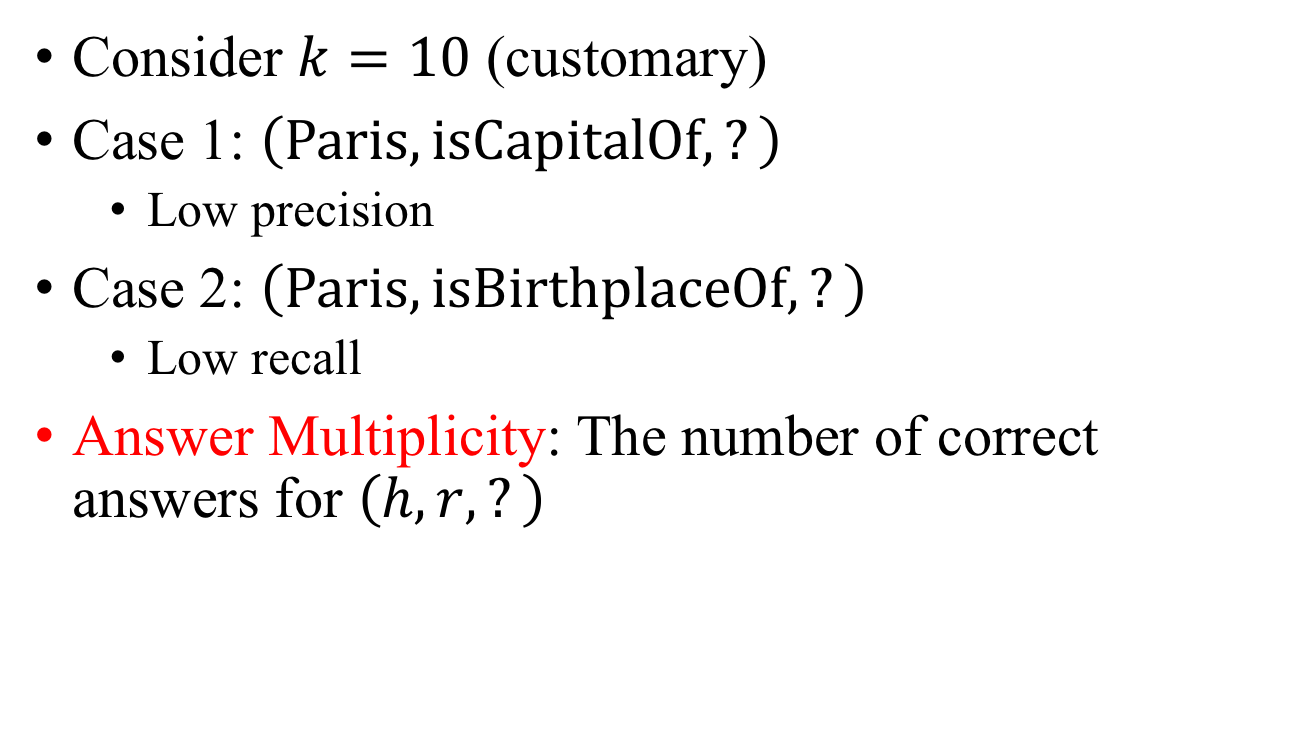 • Consider k = 10 (customary)
• Case 1: (Paris, isCapitalOf, ? )
• Low precision
• Case 2: (Paris, isBirthplaceOf, ? )
• Low recall
• Answer Multiplicity: The number of correct
answers for (h, r, ? )